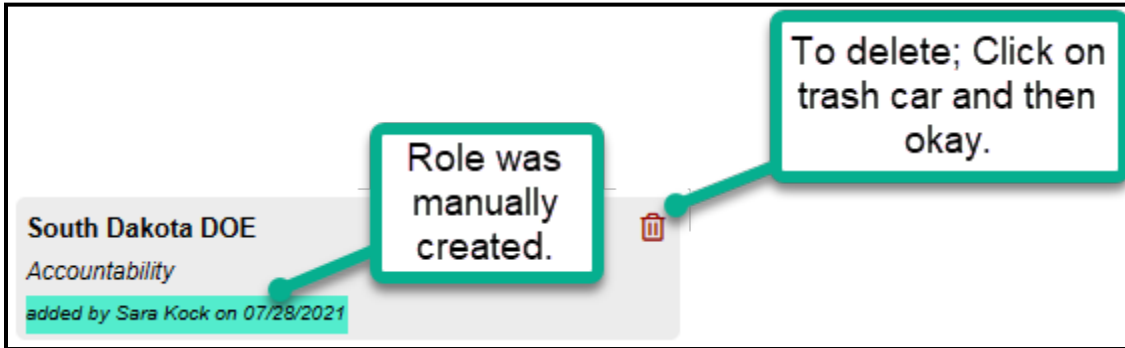 To delete; Click on
trash car and then
okay.
Role was
manually
created.
South Dakota DOE
Accountability
added by Sara Kock on 07/28/2021